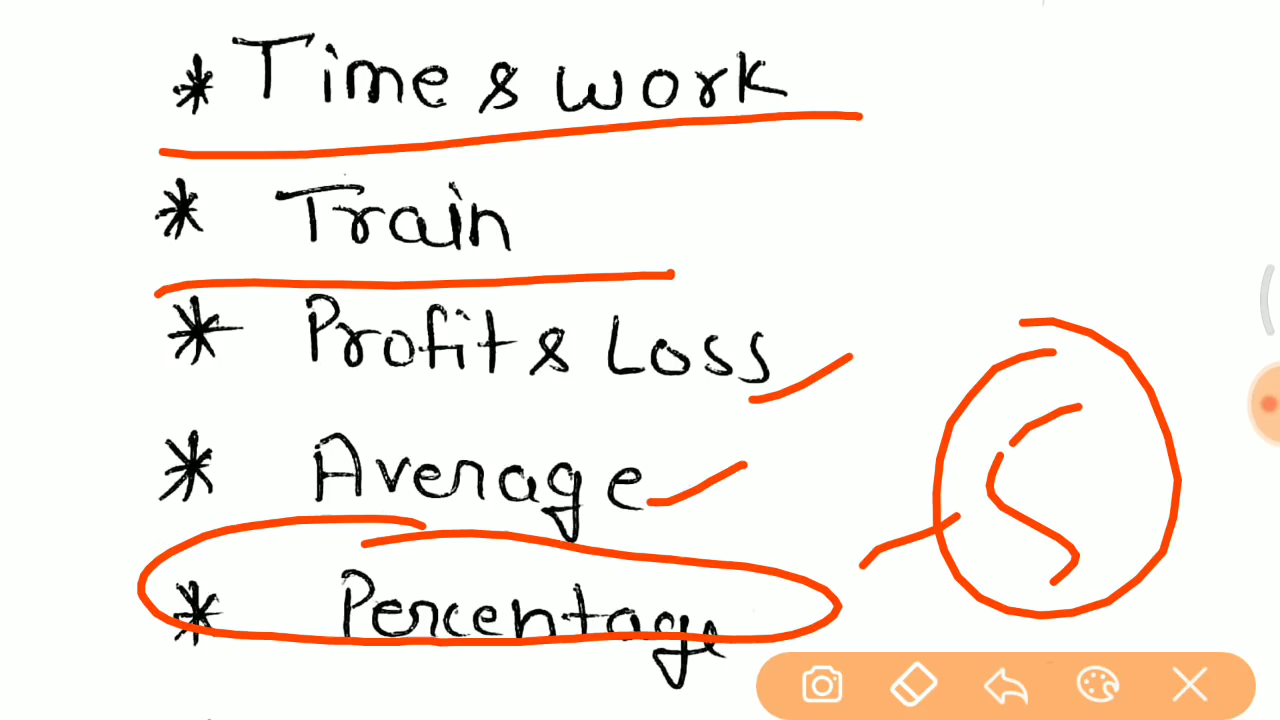 * Time & work
* Train
* Profit & Loss
* Average
* Percentage
5